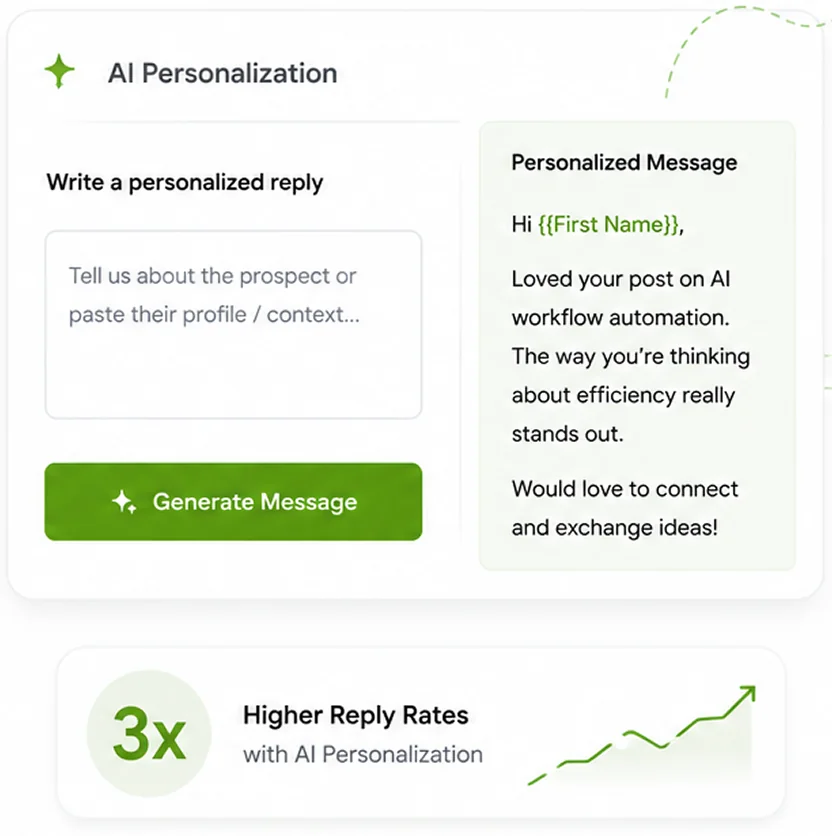 AI Personalization
Write a personalized reply
Tell us about the prospect or
paste their profile / context...
Generate Message
Personalized Message
Hi {{First Name}},
Loved your post on AI
workflow automation.
The way you’re thinking
about efficiency really
stands out.
Would love to connect
and exchange ideas!
3x
Higher Reply Rates
with AI Personalization